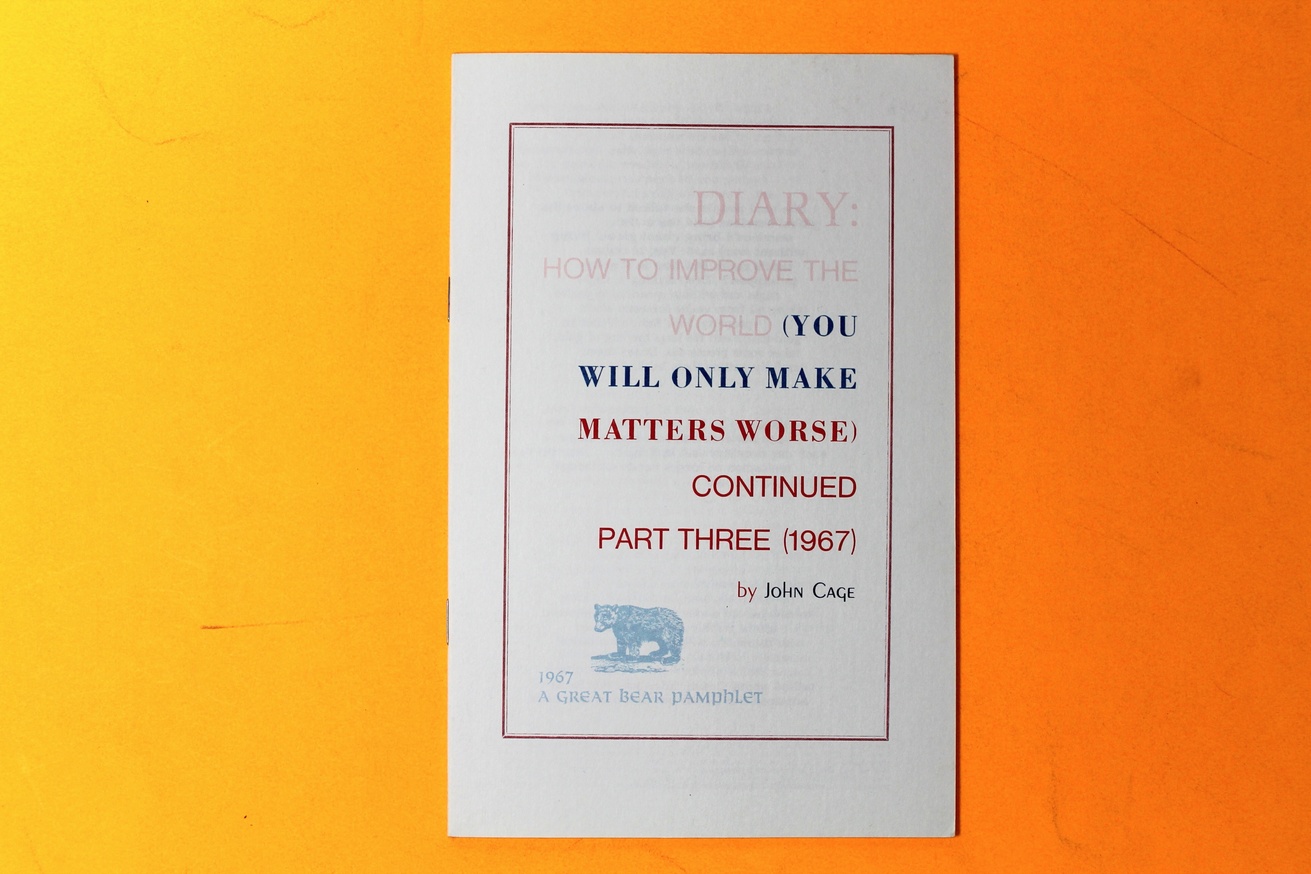 DIARY:
HOW TO IMPROVE THE
WORLD (YOU
WILL ONLY MAKE
MATTERS WORSE)
CONTINUED
PART THREE (1967)
by John Cage
1967
A GREAT BEAR PAMPHLET